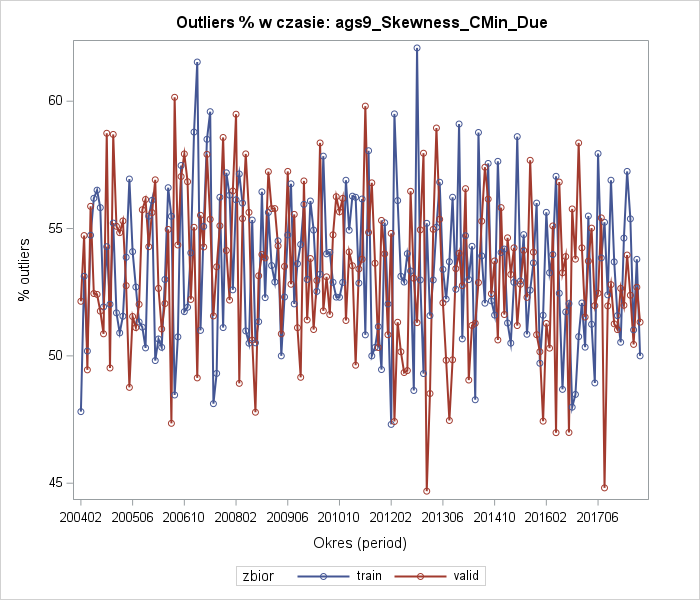 Outliers % w czasie: ags9_Skewness_CMin_Due
% outliers
60
55
50
45
200402 200506 200610 200802 200906 201010 201202 201306 201410 201602 201706
Okres (period)
zbior train valid